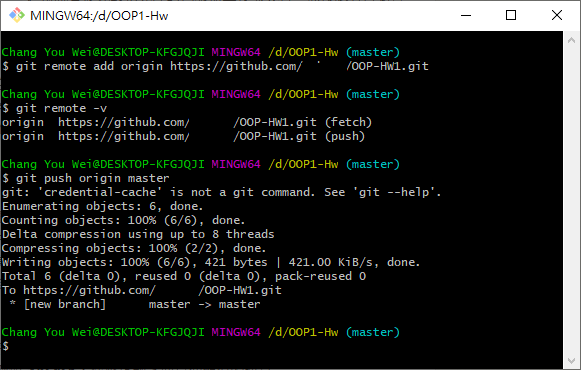 MINGW64:/d/OOP1-Hw
Chang You Wei@DESKTOP-KFGJQJI MINGW64 /d/OOP1-Hw (master)
$ git remote add origin https://github.com/ /OOP-HW1.git
Chang You Wei@DESKTOP-KFGJQJI MINGW64 /d/OOP1-Hw (master)
$ git remote -v
origin https://github.com/ /OOP-HW1.git (fetch)
origin https://github.com/ /OOP-HW1.git (push)
Chang You Wei@DESKTOP-KFGJQJI MINGW64 /d/OOP1-Hw (master)
$ git push origin master
git: 'credential-cache' is not a git command. See 'git --help'.
Enumerating objects: 6, done.
Counting objects: 100% (6/6), done.
Delta compression using up to 8 threads
Compressing objects: 100% (2/2), done.
Writing objects: 100% (6/6), 421 bytes | 421.00 KiB/s, done.
Total 6 (delta 0), reused 0 (delta 0), pack-reused 0
To https://github.com/ /OOP-HW1.git
 * [new branch] master -> master
Chang You Wei@DESKTOP-KFGJQJI MINGW64 /d/OOP1-Hw (master)
$